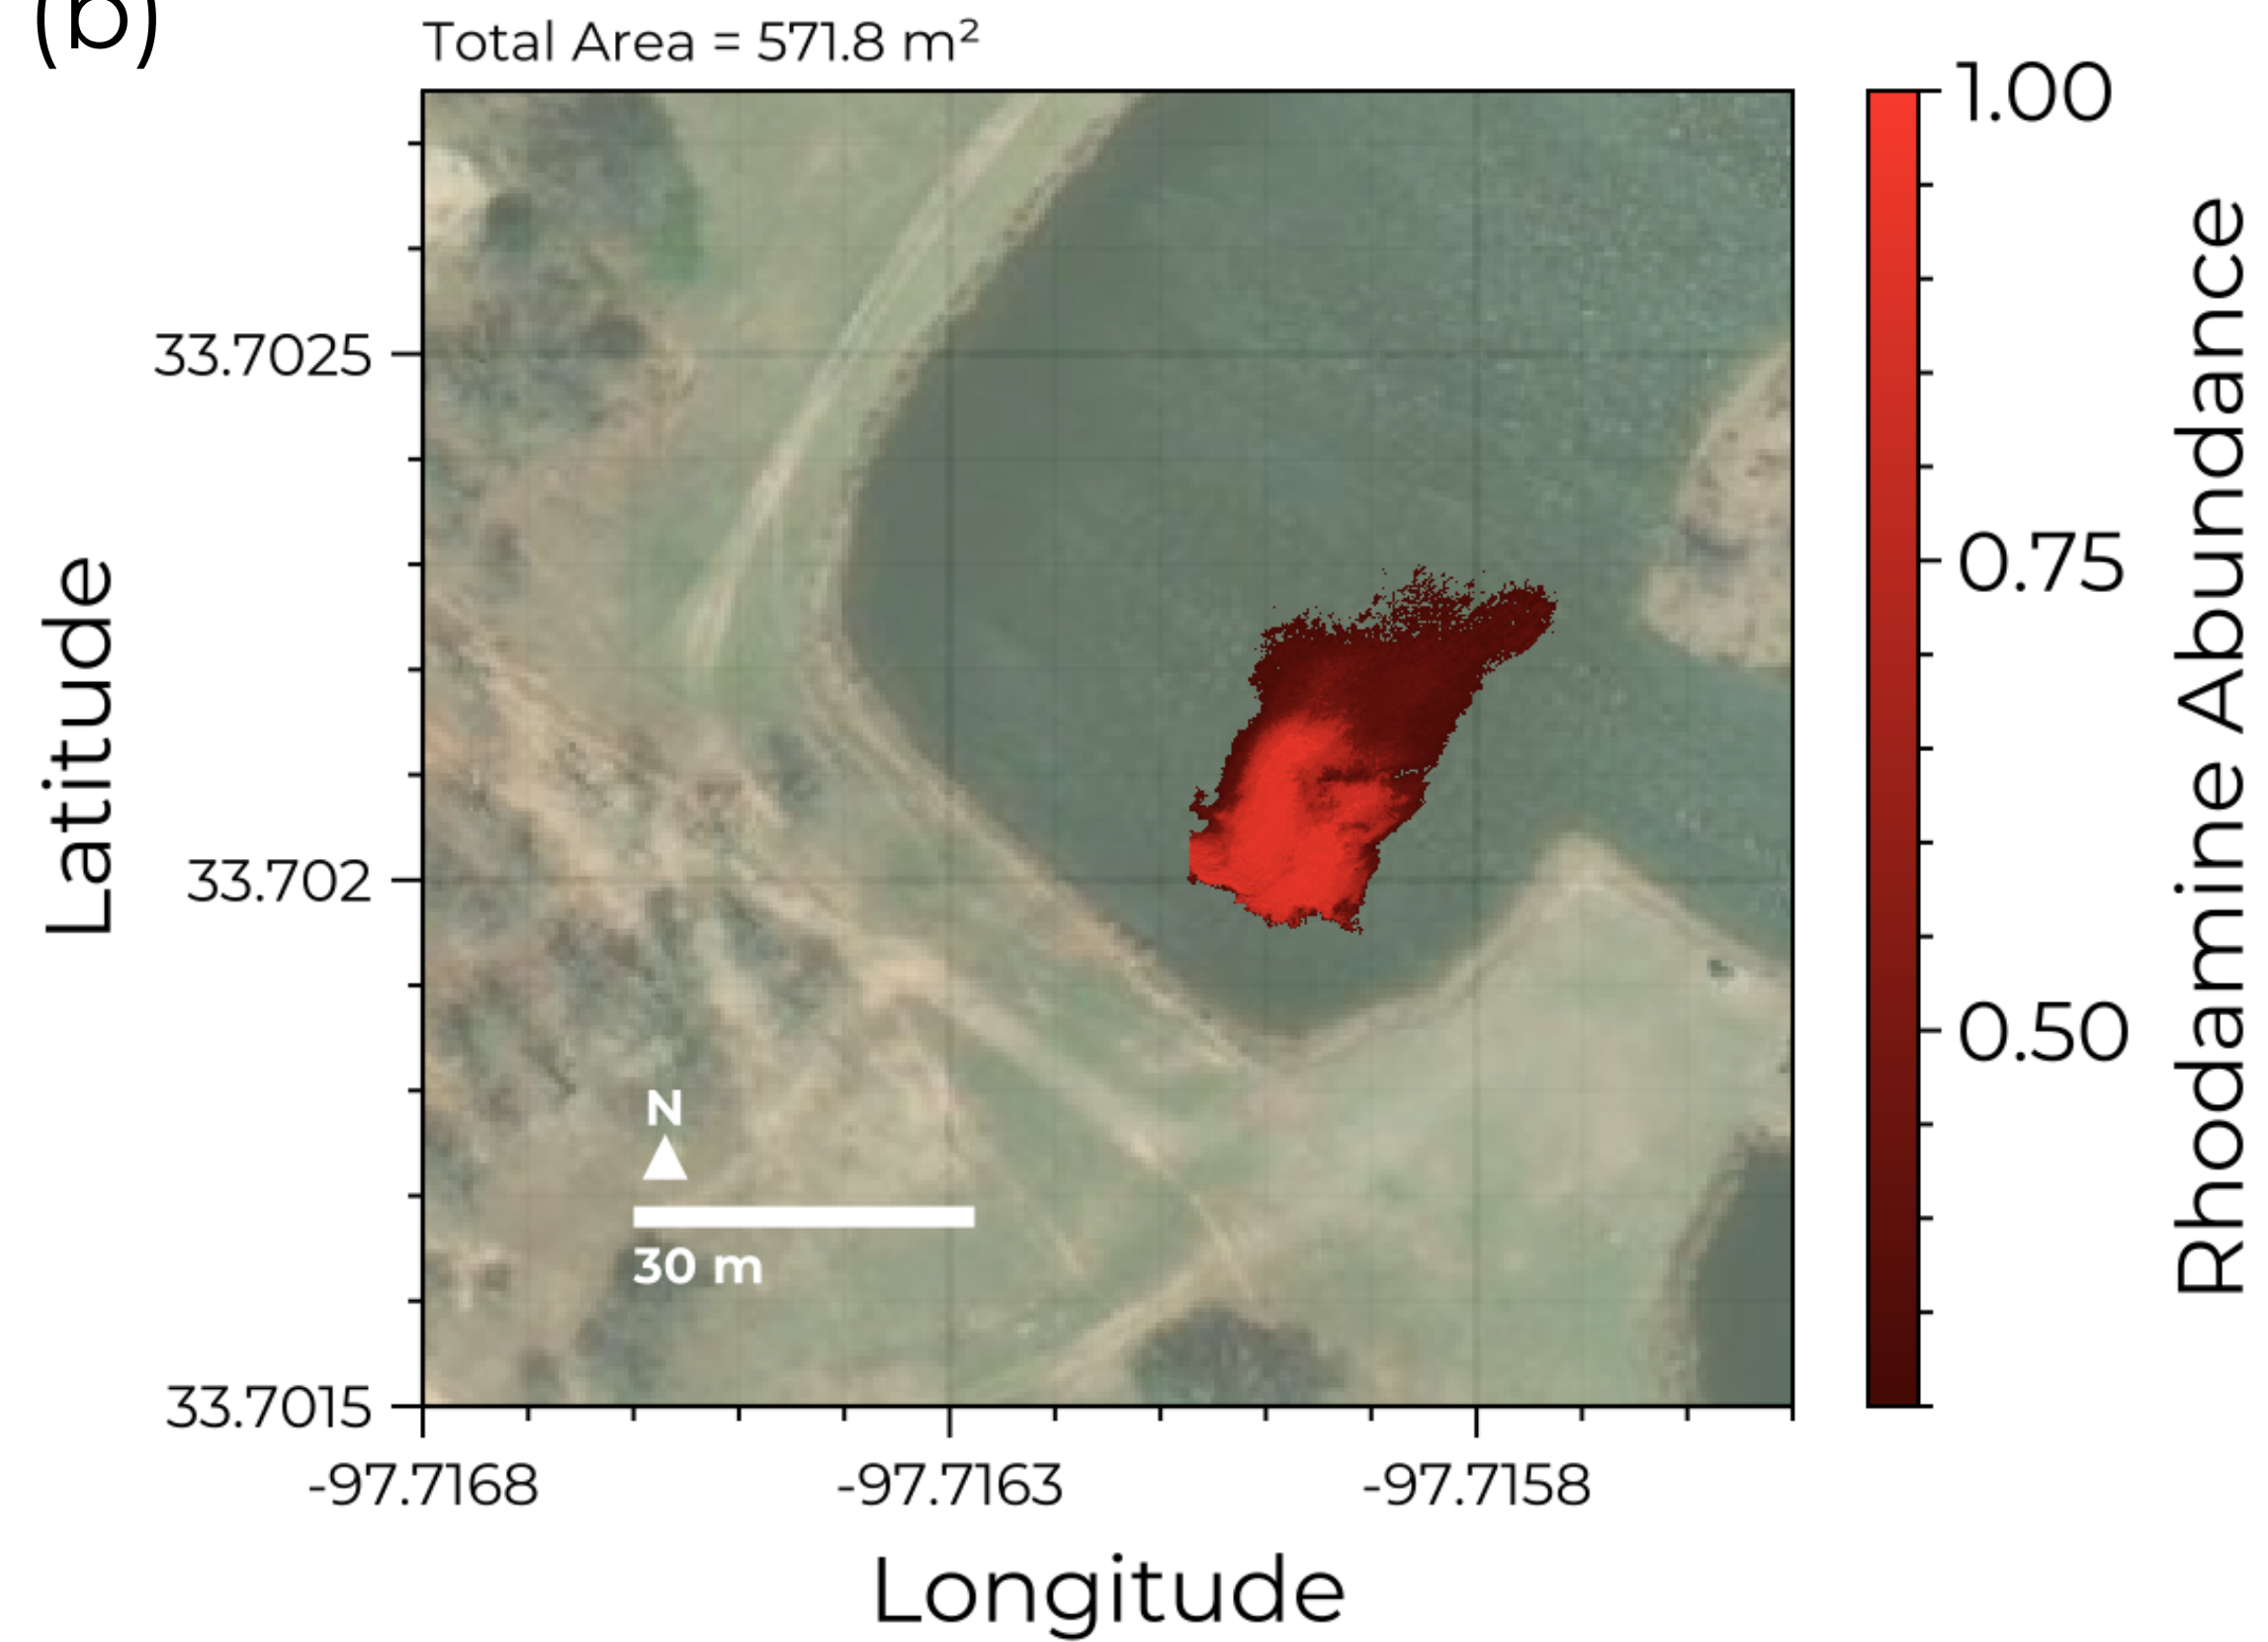 (b)
Total Area = 571.8 m²
1.00
0.75
0.50
Rhodamine Aboundance
Latitude
33.7025
33.702
33.7015
N
30 m
-97.7168
-97.7163
-97.7158
Longitude